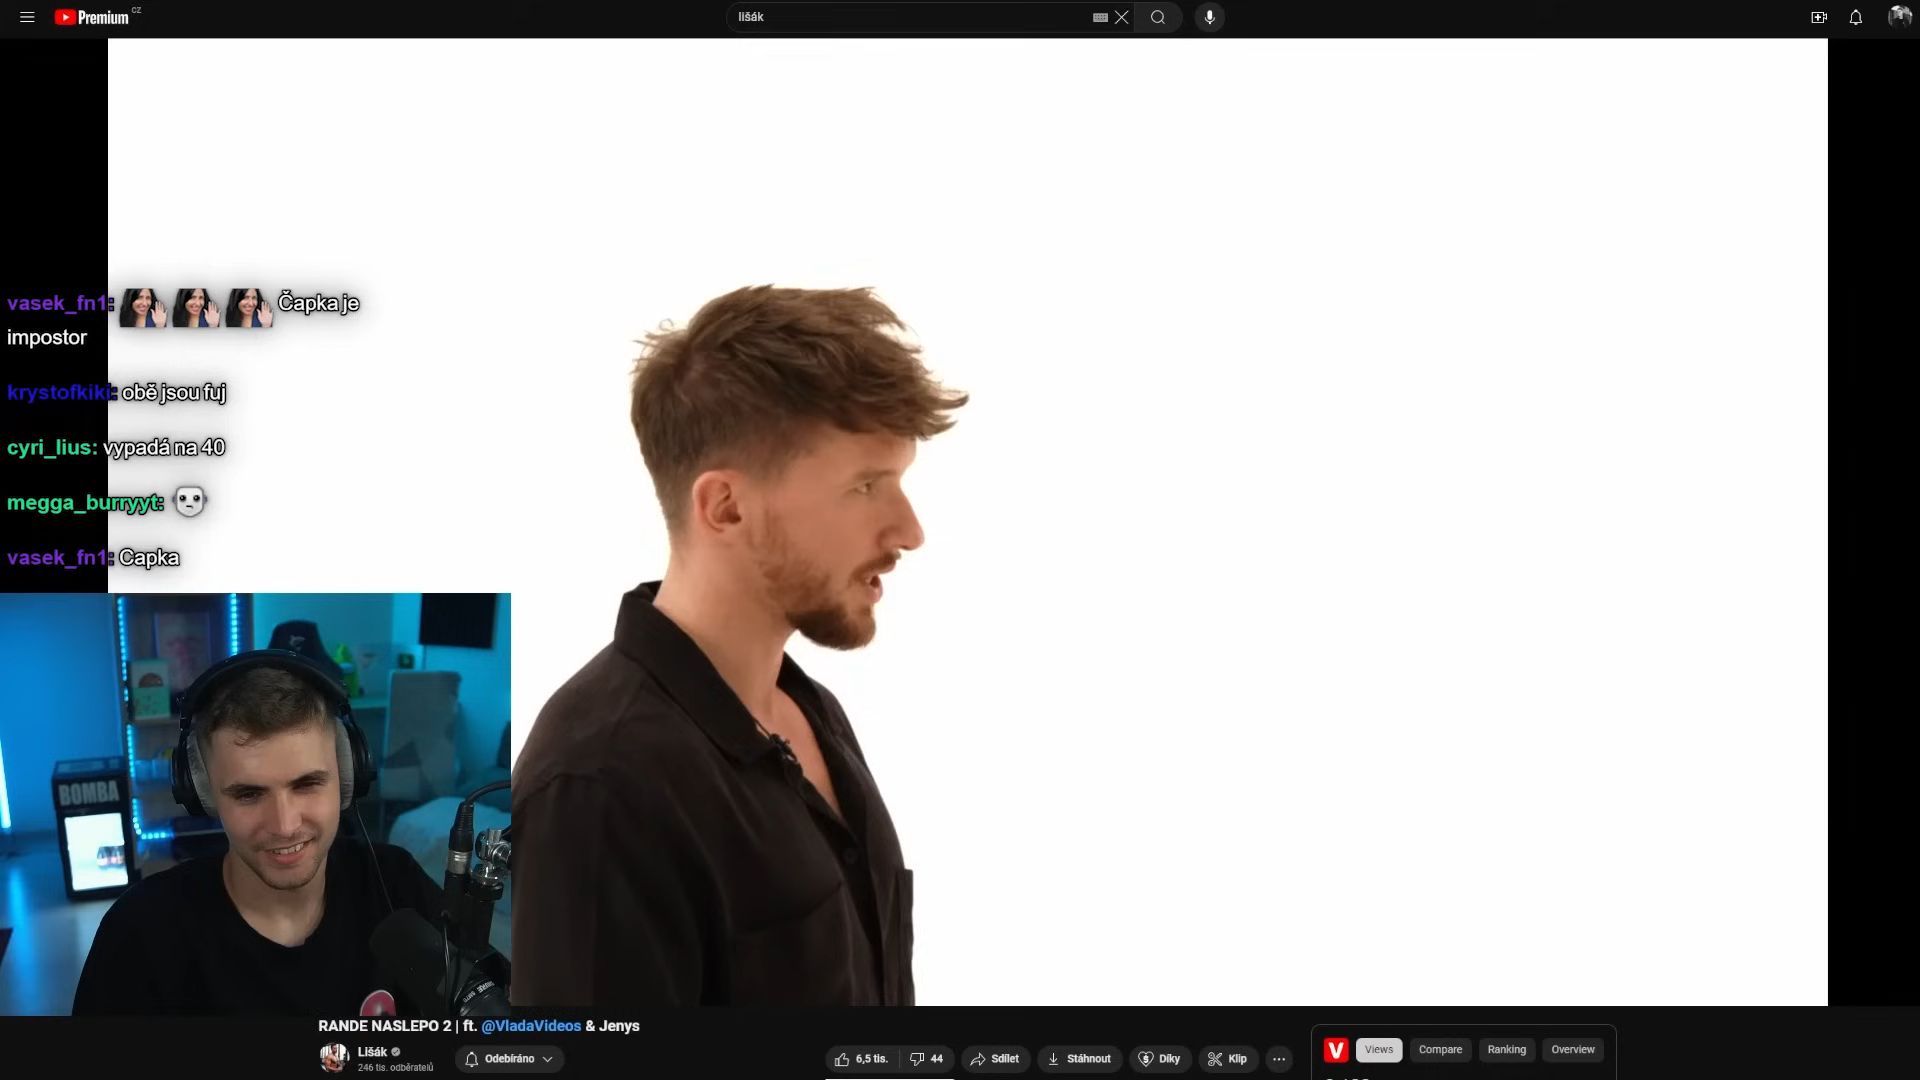 Premium CZ
lišák
vasek_fn1: Čapka je
impostor
krystofkiki: obě jsou fuj
cyri_lius: vypadá na 40
megga_burryyt:
vasek_fn1: Capka
BOMBA
RANDE NASLEPO 2 | ft. @VladaVideos & Jenys
Lišák
246 tis. odběratelů
Odebíráno
6,5 tis.
44
Sdílet
Stáhnout
Díky
Klip
V
Views
Compare
Ranking
Overview